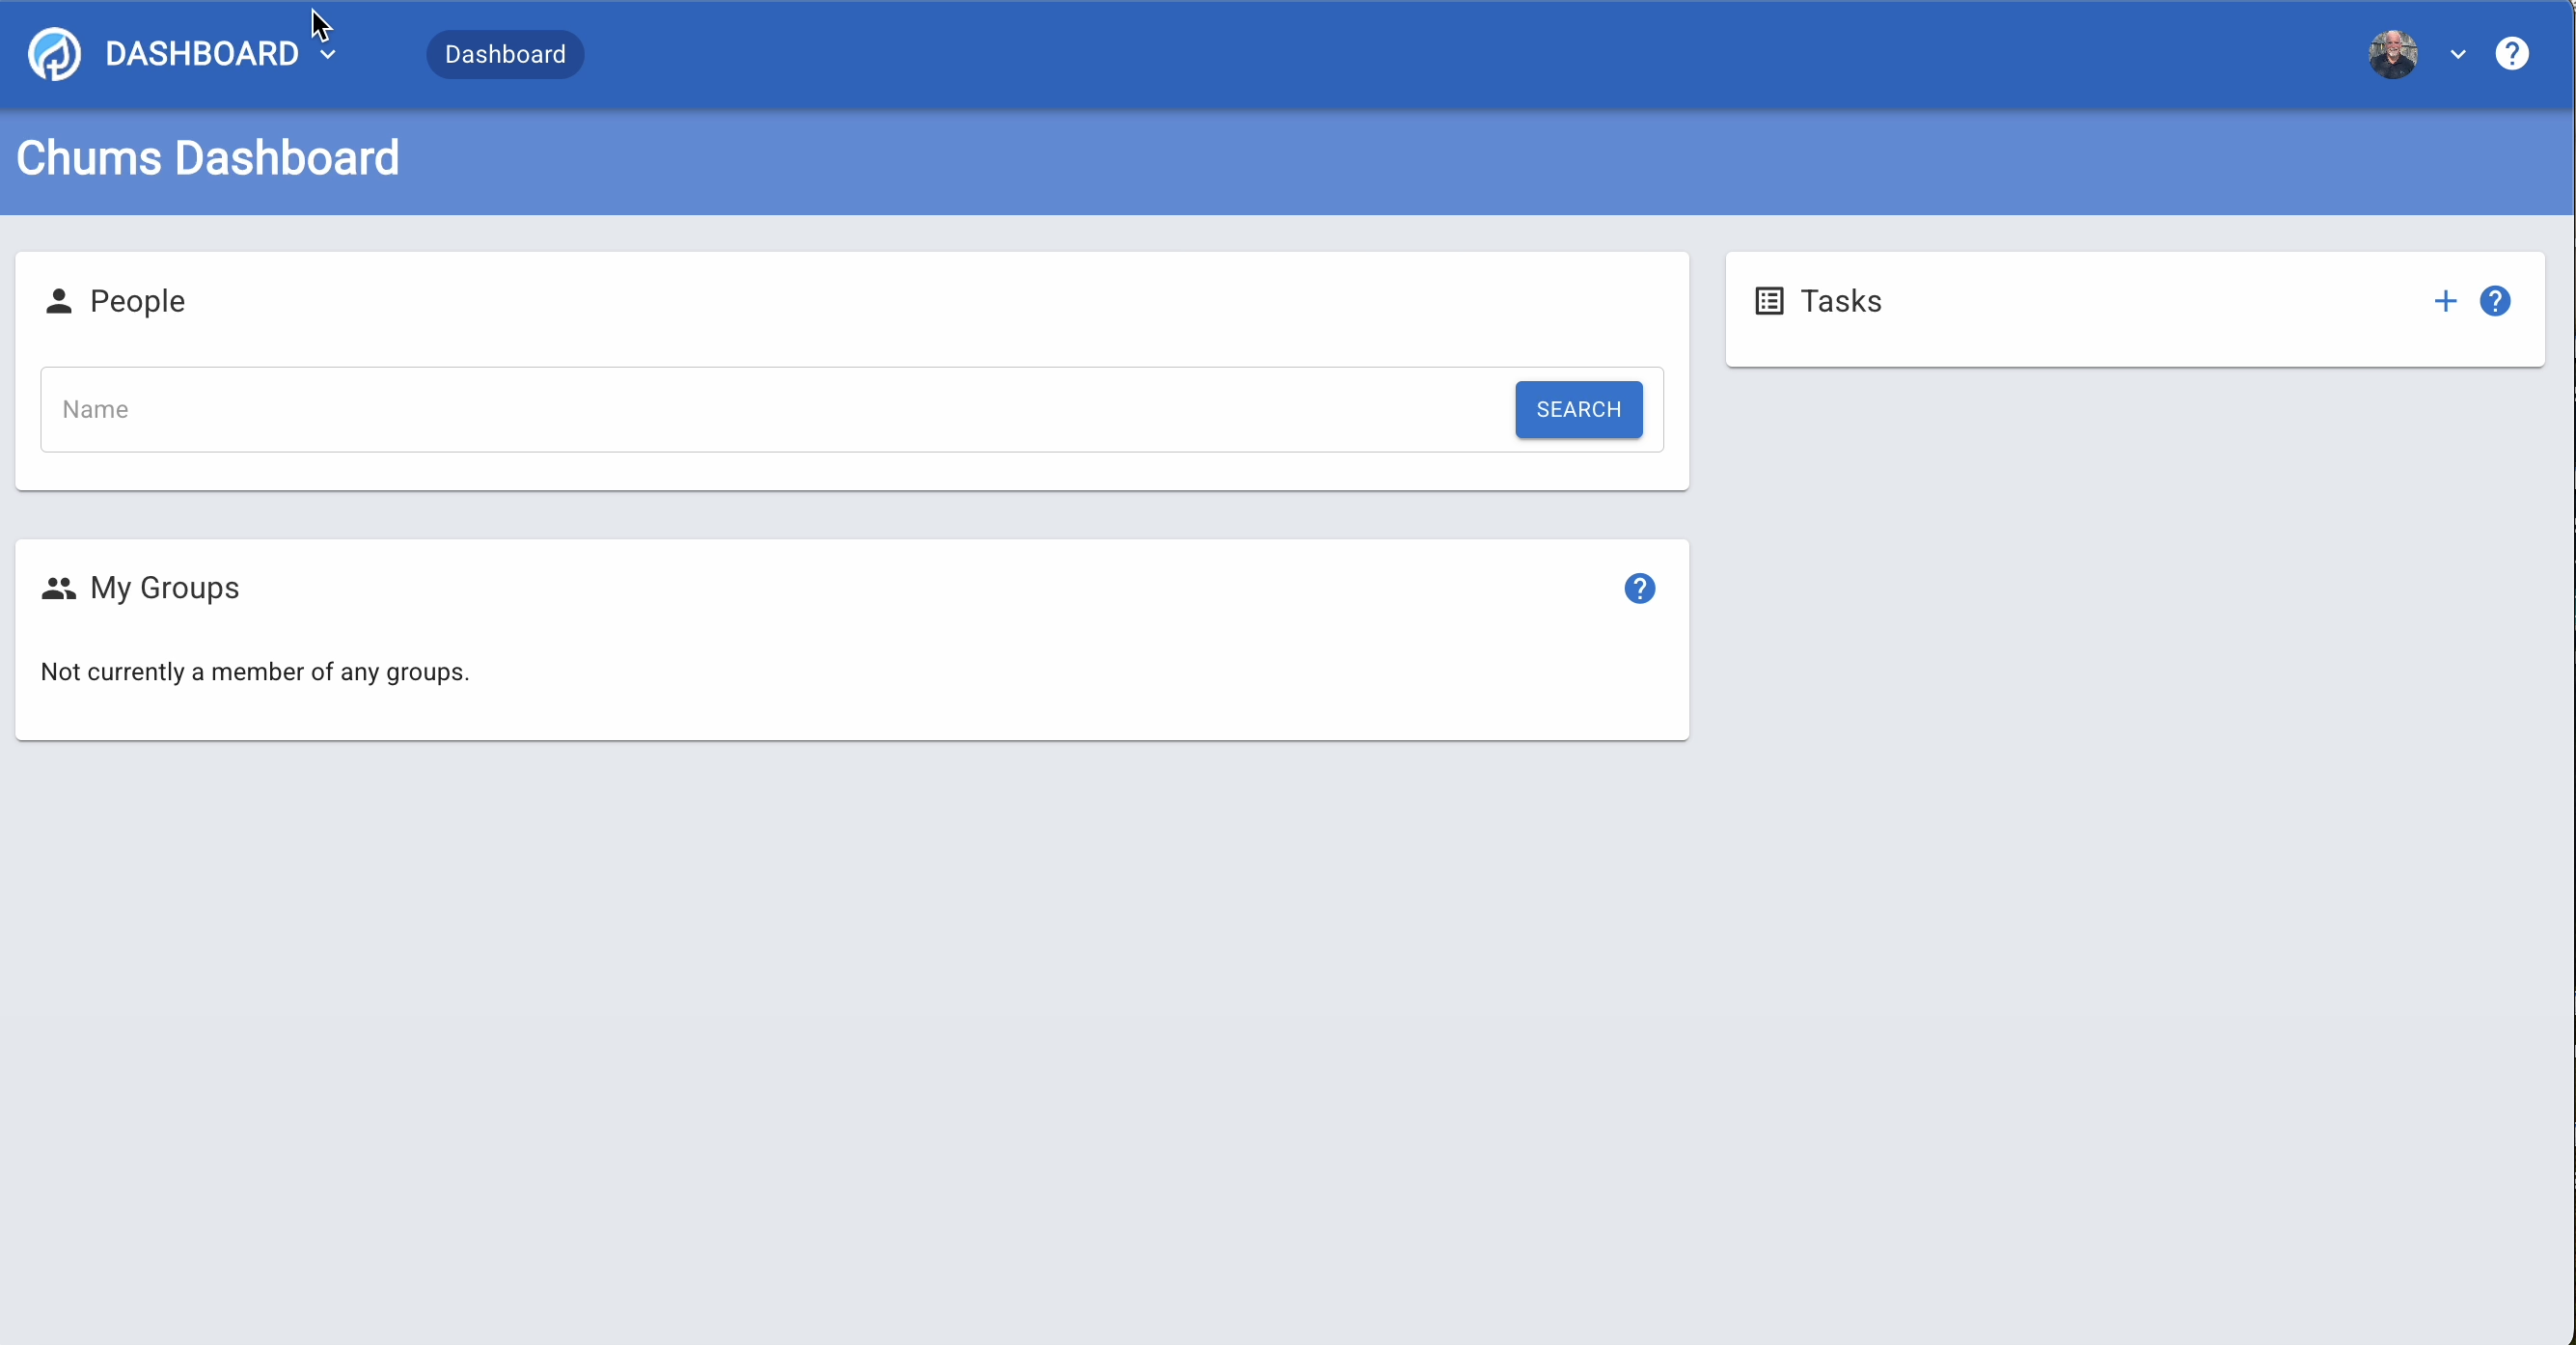 DASHBOARD
Dashboard
Chums Dashboard
People
Name
SEARCH
My Groups
Not currently a member of any groups.
Tasks